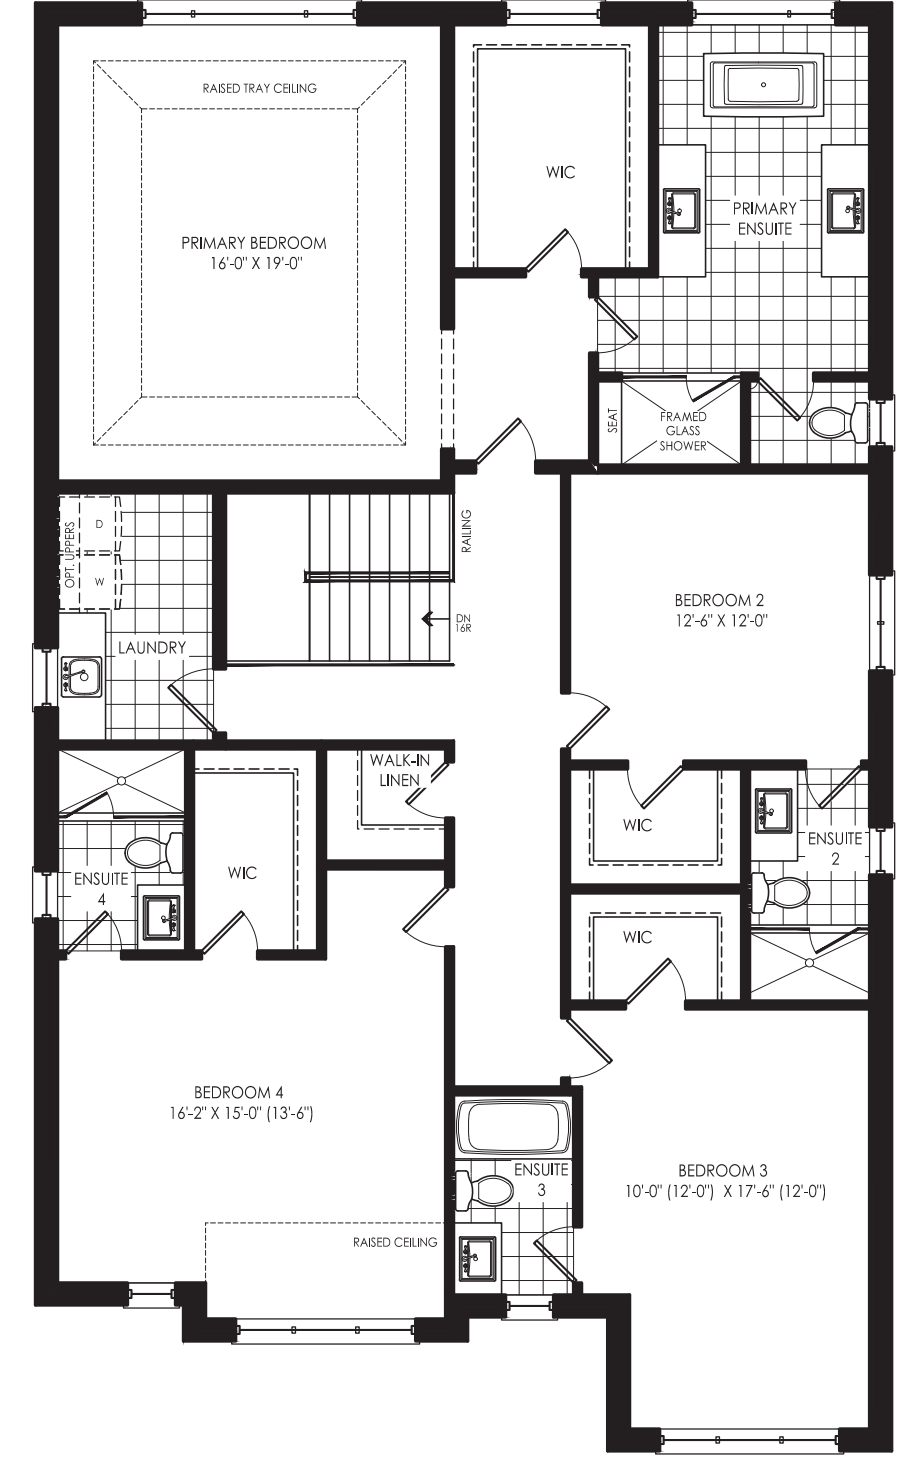 RAISED TRAY CEILING
PRIMARY BEDROOM
16'-0" X 19'-0"
WIC
PRIMARY
ENSUITE
SEAT
FRAMED
GLASS
SHOWER
OPT. UPPERS
D
W
LAUNDRY
RAILING
DN
16R
BEDROOM 2
12'-6" X 12'-0"
WALK-IN
LINEN
WIC
ENSUITE
2
ENSUITE
4
WIC
WIC
BEDROOM 4
16'-2" X 15'-0" (13'-6")
RAISED CEILING
ENSUITE
3
BEDROOM 3
10'-0" (12'-0") X 17'-6" (12'-0")